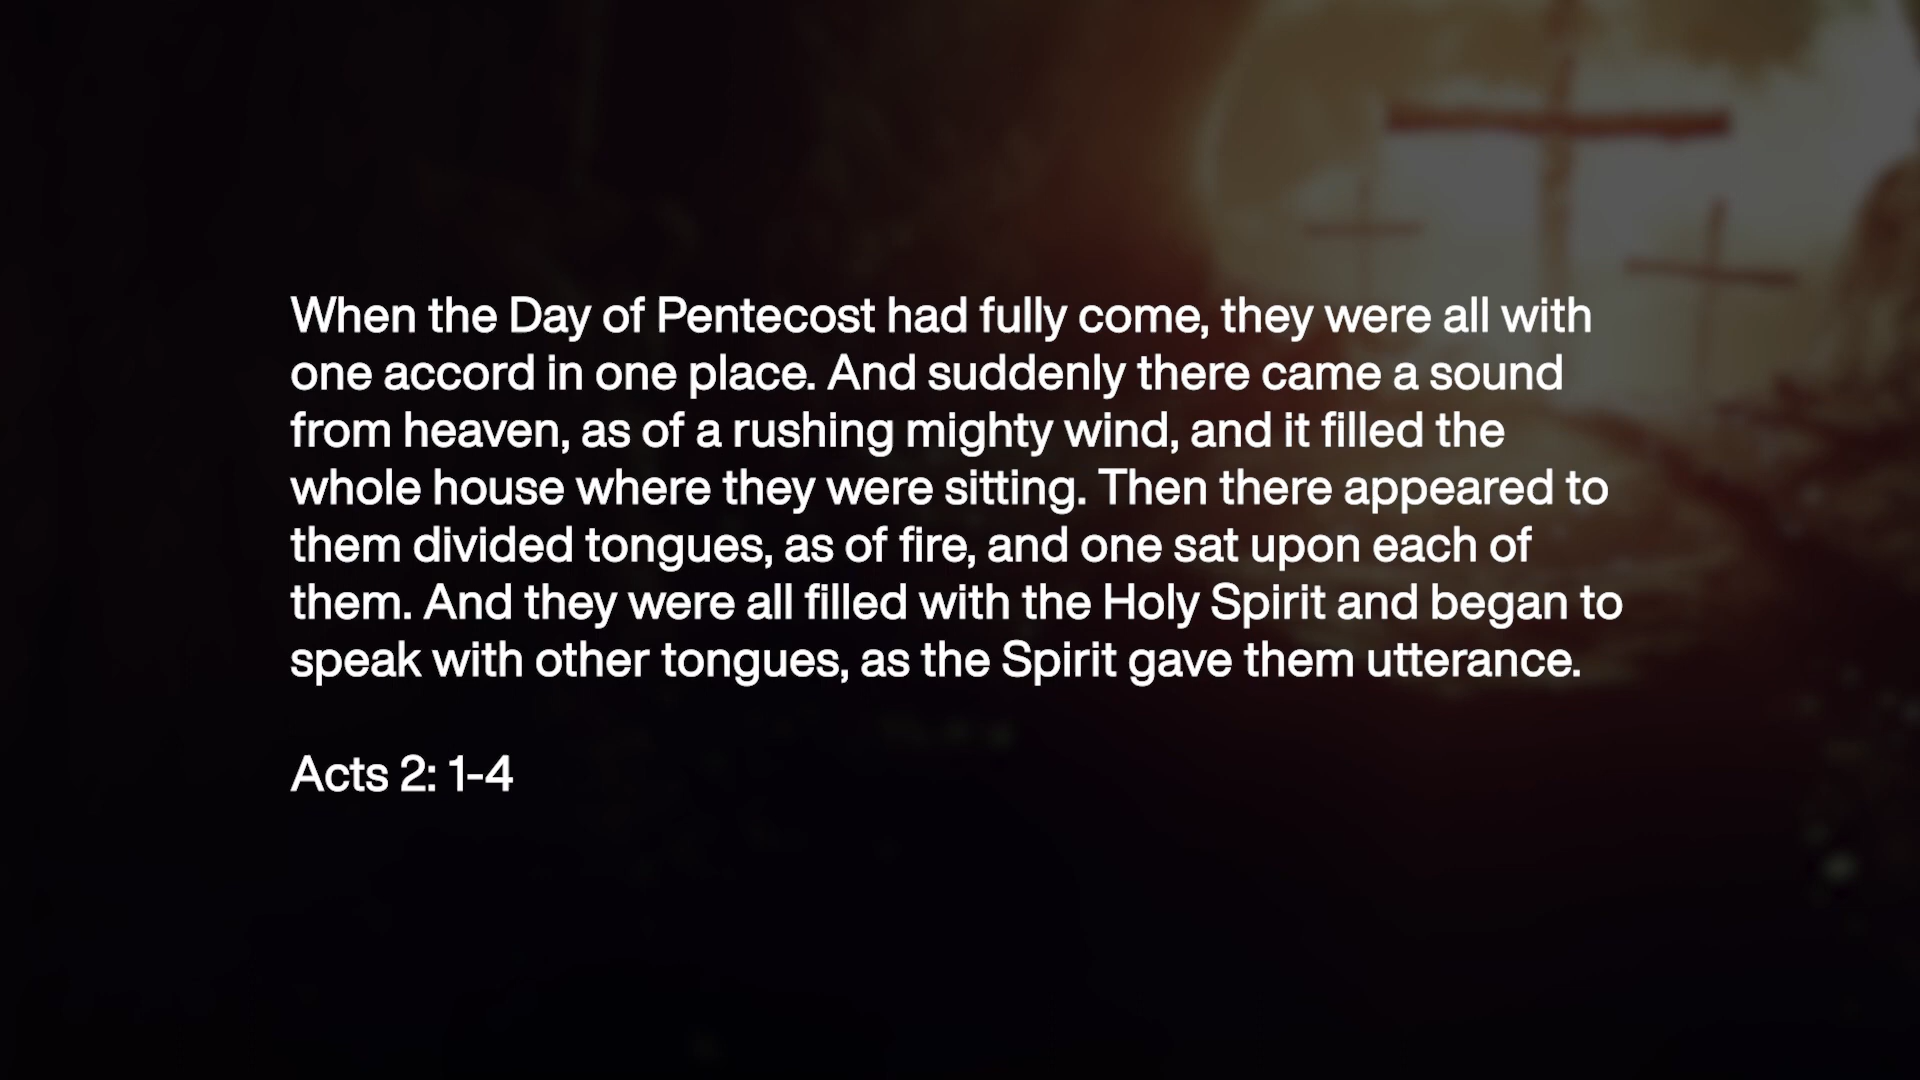 When the Day of Pentecost had fully come, they were all with
one accord in one place. And suddenly there came a sound
from heaven, as of a rushing mighty wind, and it filled the
whole house where they were sitting. Then there appeared to
them divided tongues, as of fire, and one sat upon each of
them. And they were all filled with the Holy Spirit and began to
speak with other tongues, as the Spirit gave them utterance.
Acts 2: 1-4